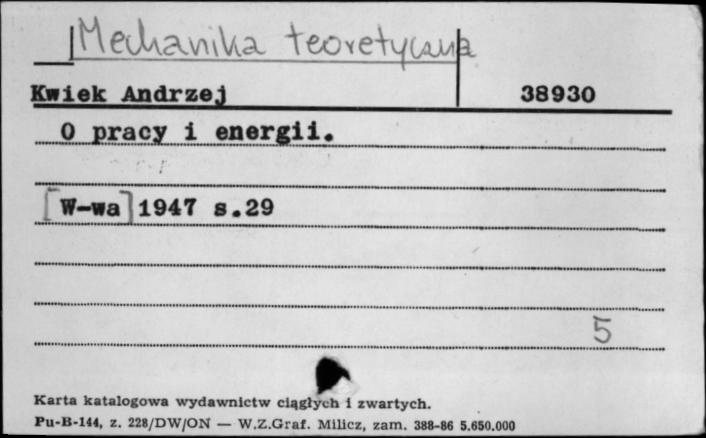 Mechanika teoretyczna
Kwiek Andrzej 38930
O pracy i energii.
[W-wa] 1947 s.29
5
Karta katalogowa wydawnictw ciągłych i zwartych.
Pu-B-144, z. 228/DW/ON — W.Z.Graf. Milicz, zam. 388-86 5.650.000